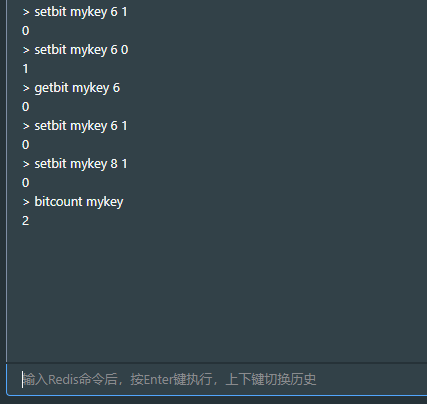 > setbit mykey 6 1
0
> setbit mykey 6 0
1
> getbit mykey 6
0
> setbit mykey 6 1
0
> setbit mykey 8 1
0
> bitcount mykey
2
输入Redis命令后，按Enter键执行，上下键切换历史